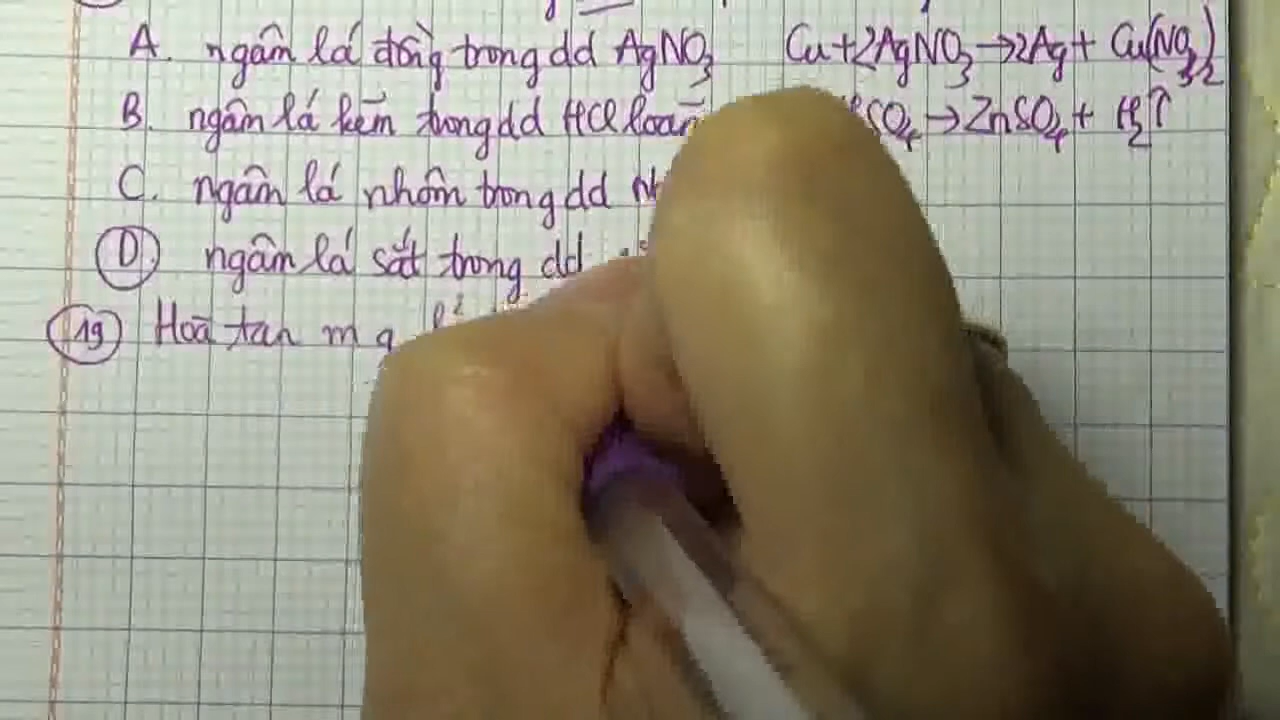 A. ngâm lá đồng trong dd AgNO₃ Cu+2AgNO₃→2Ag+ Cu(NO₃)₂
B. ngâm lá kẽm trong dd HCl loãn SO₄→ZnSO₄+ H₂↑
C. ngâm lá nhôm trong dd
D. ngâm lá sắt trong dd
19 Hoà tan m g